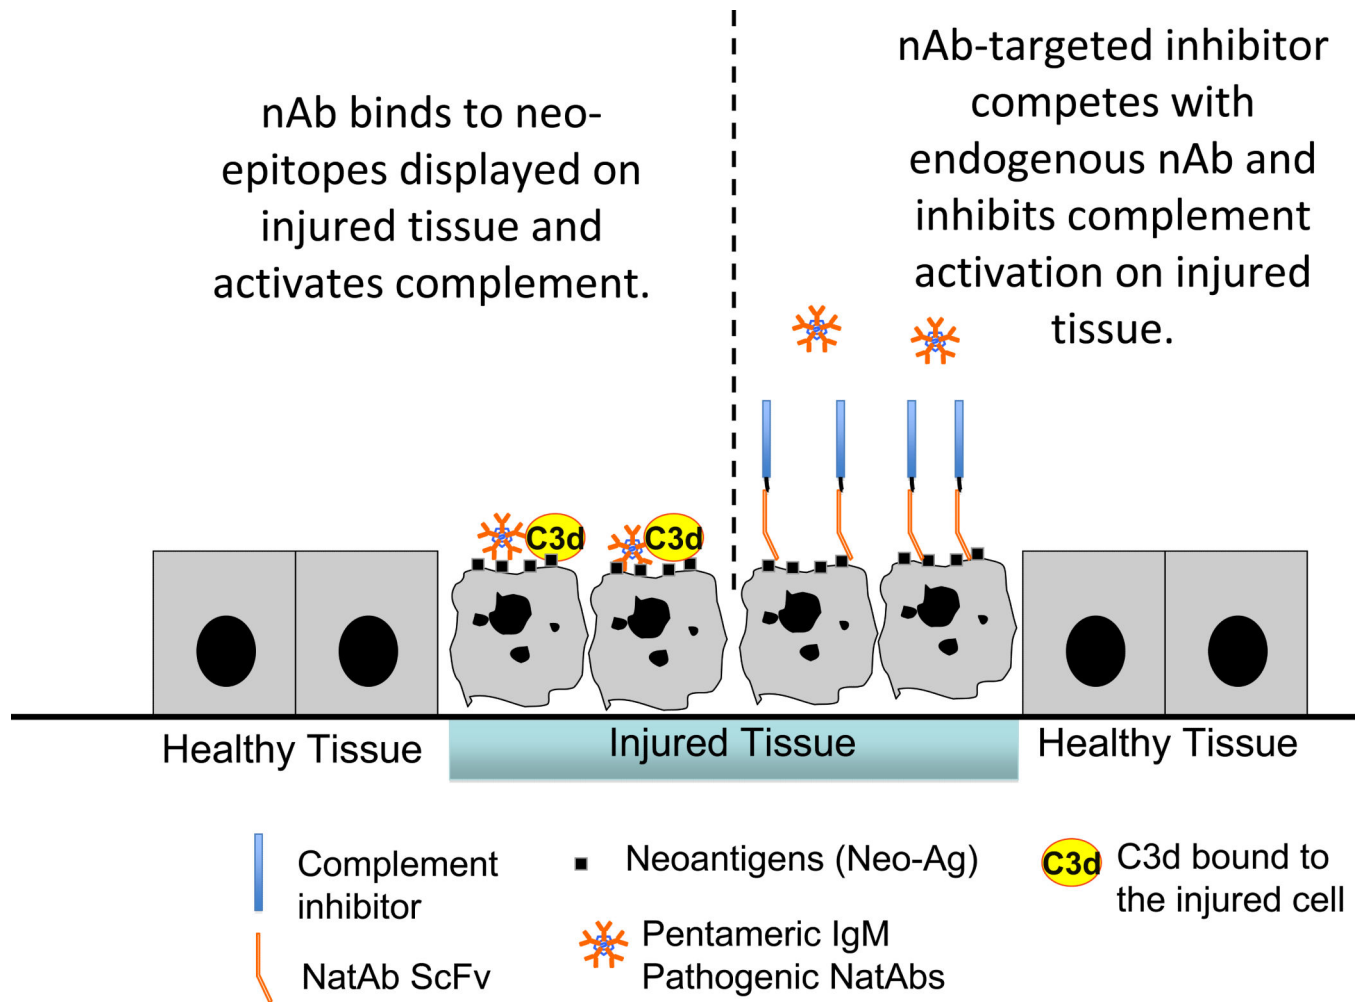 nAb binds to neo-
epitopes displayed on
injured tissue and
activates complement.
nAb-targeted inhibitor
competes with
endogenous nAb and
inhibits complement
activation on injured
tissue.
C3d
C3d
Healthy Tissue
Injured Tissue
Healthy Tissue
Complement
inhibitor
NatAb ScFv
Neoantigens (Neo-Ag)
Pentameric IgM
Pathogenic NatAbs
C3d
C3d bound to
the injured cell